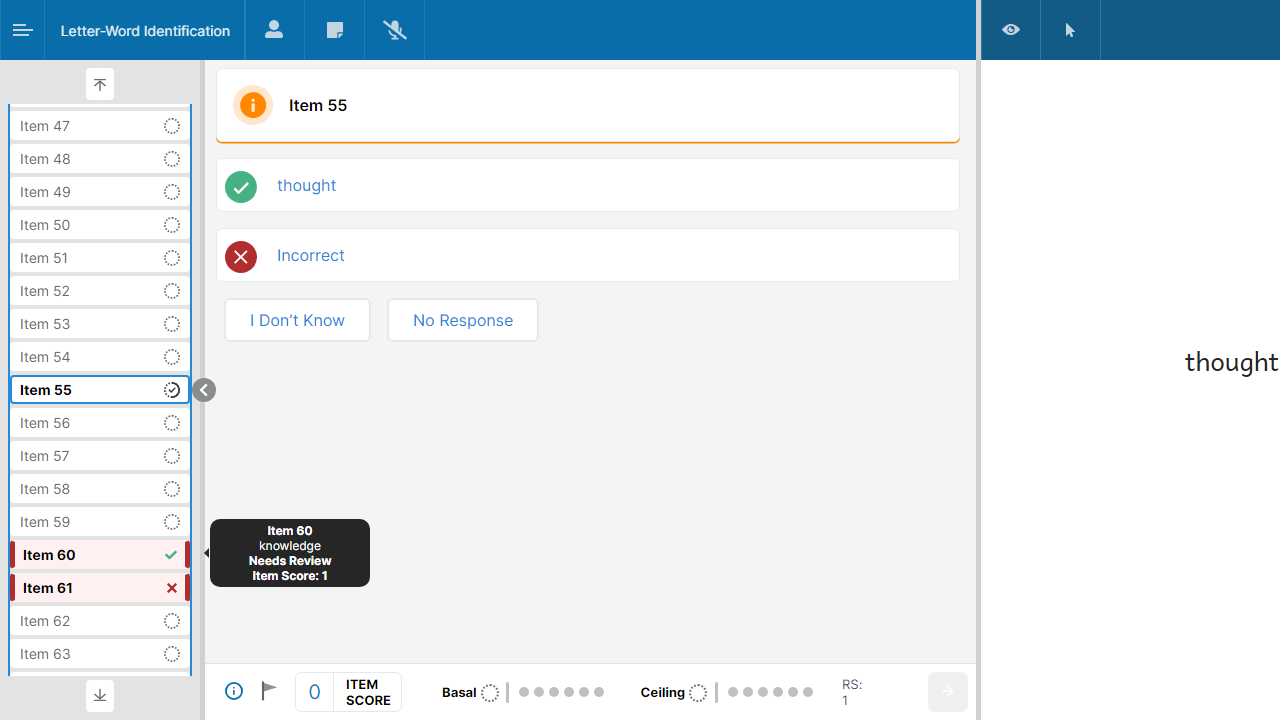 Letter-Word Identification
Item 47
Item 48
Item 49
Item 50
Item 51
Item 52
Item 53
Item 54
Item 55
Item 56
Item 57
Item 58
Item 59
Item 60
Item 61
Item 62
Item 63
Item 55
thought
Incorrect
I Don’t Know
No Response
Item 60
knowledge
Needs Review
Item Score: 1
0
ITEM
SCORE
Basal
Ceiling
RS:
1
thought